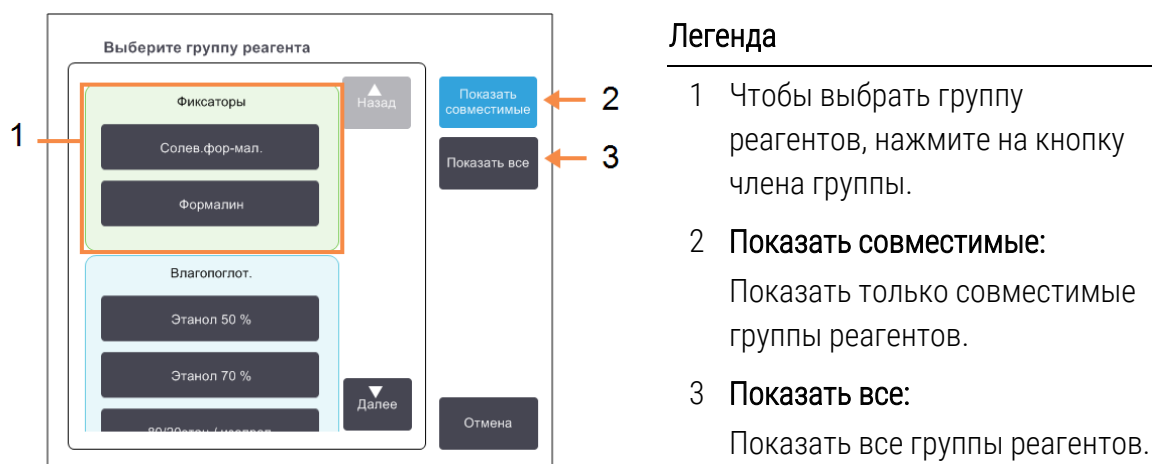 Выберите группу реагента
Фиксаторы
Солев.фор-мал.
Формалин
Влагопоглот.
Этанол 50 %
Этанол 70 %
Назад
Далее
Показать
совместимые
Показать все
Отмена
1
2
3
Легенда
1 Чтобы выбрать группу
реагентов, нажмите на кнопку
члена группы.
2 Показать совместимые:
Показать только совместимые
группы реагентов.
3 Показать все:
Показать все группы реагентов.